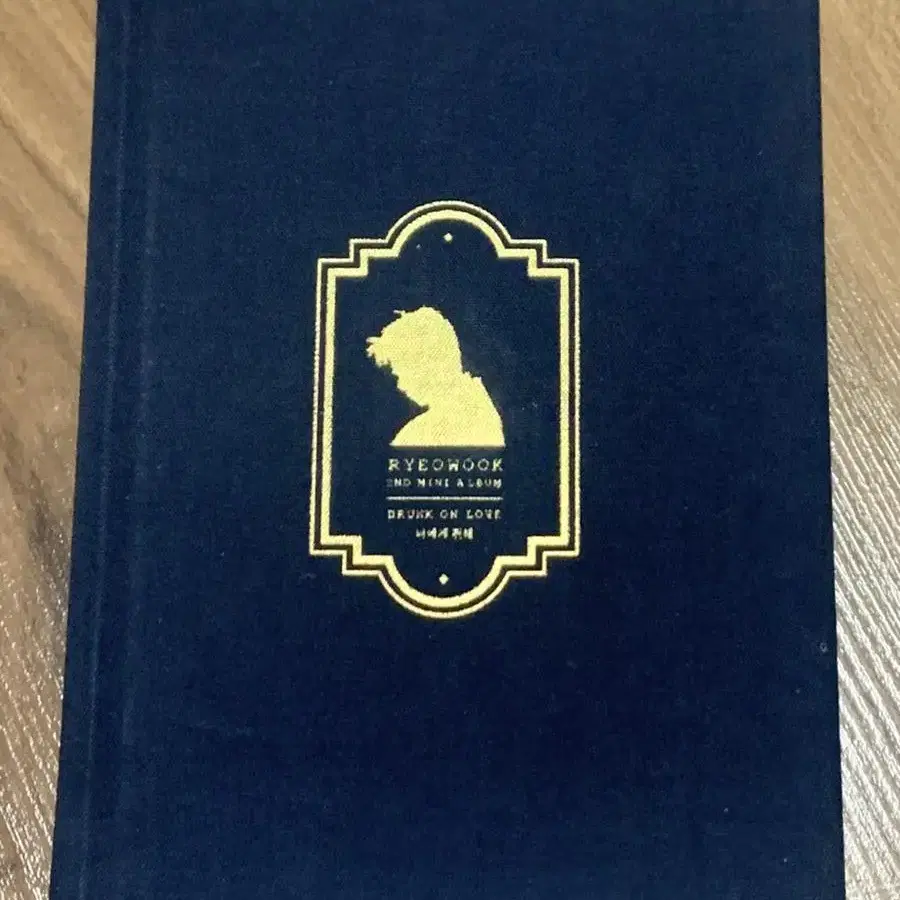 RYEOWOOK
2ND MINI ALBUM
DRUNK ON LOVE
너에게 취해